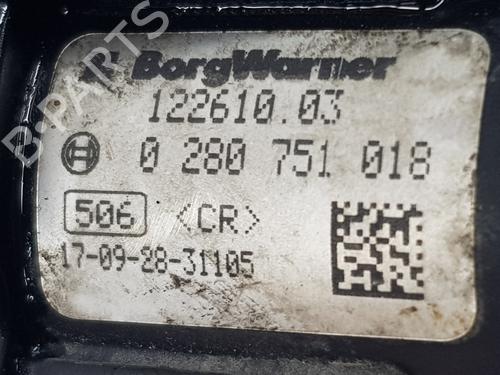 BorgWarner
122610.03
0 280 751 018
506 <CR>
17-09-28-31105
B-PARTS